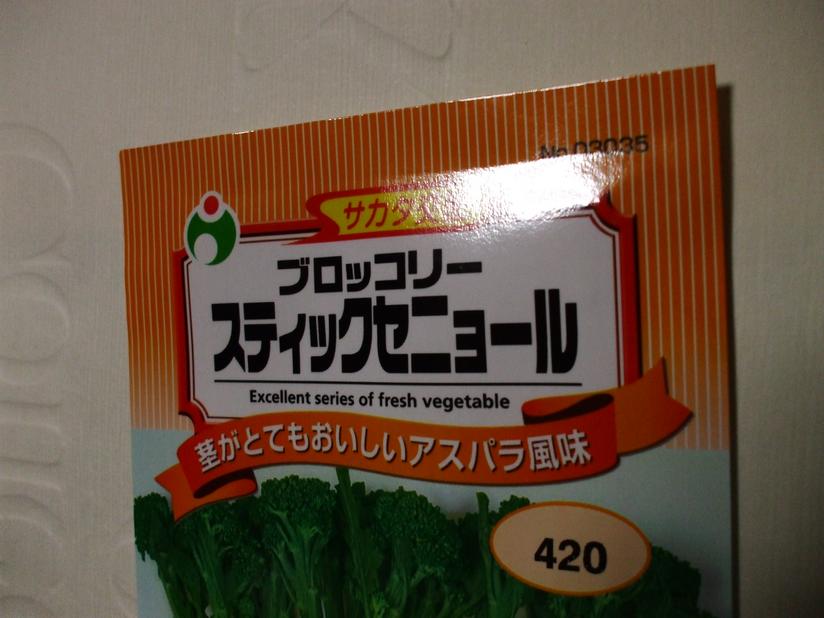 No.03035
サカタ
ブロッコリー
スティックセニョール
Excellent series of fresh vegetable
茎がとてもおいしいアスパラ風味
420